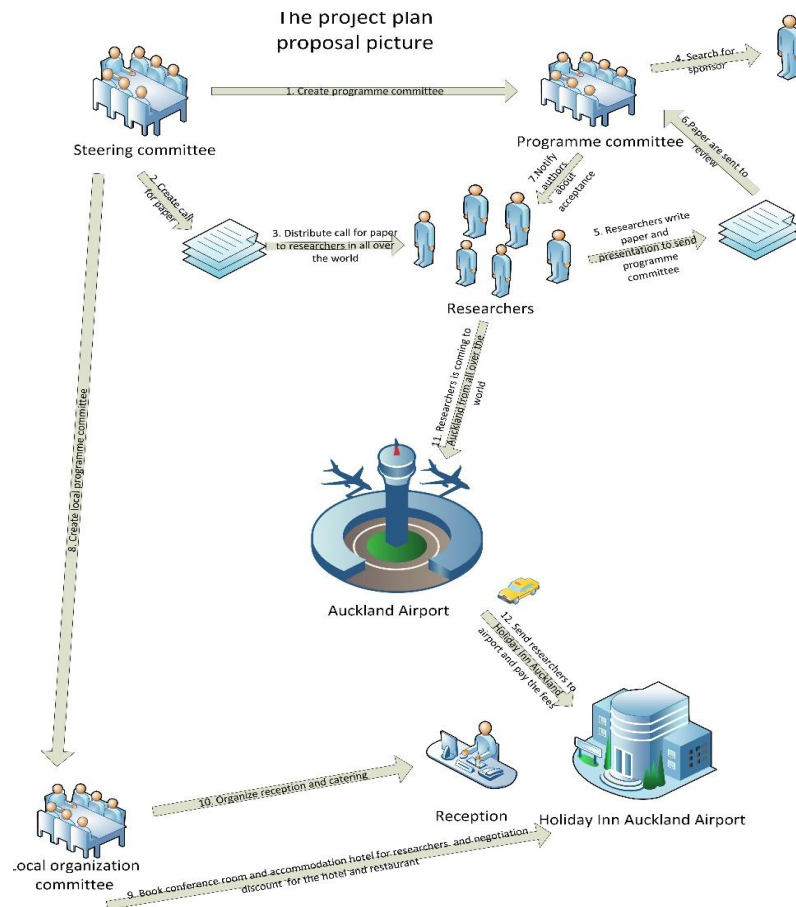 The project plan
proposal picture
4. Search for
sponsor
1. Create programme committee
Steering committee
Programme committee
6.Paper are sent to
review
7.Notify
authors
about
acceptance
2. Create call
for paper
3. Distribute call for paper
to researchers in all over
the world
5. Researchers write
paper and
presentation to send
programme
committee
Researchers
11. Researchers is coming to
Auckland from all over the
world
8. Create local programme committee
Auckland Airport
12. Send researchers to
Holiday Inn Auckland
airport and pay the fees
10. Organize reception and catering
Reception
Holiday Inn Auckland Airport
Local organization
committee
9. Book conference room and accommodation hotel for researchers and negotiation
discount for the hotel and restaurant